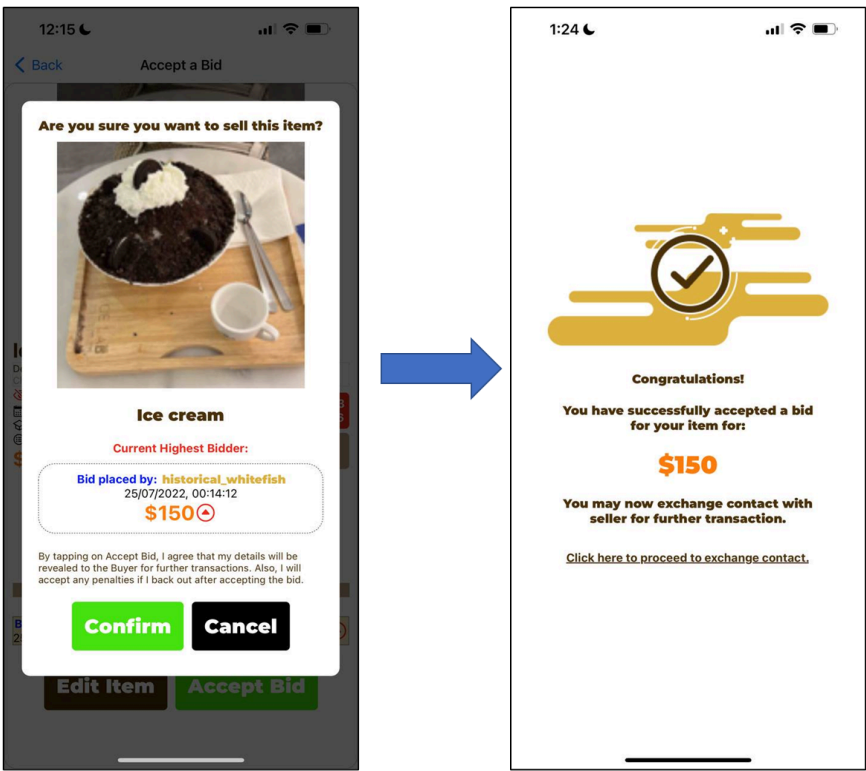 12:15
Back
Accept a Bid
Are you sure you want to sell this item?
Ice cream
Current Highest Bidder:
Bid placed by: historical_whitefish
25/07/2022, 00:14:12
$150
By tapping on Accept Bid, I agree that my details will be
revealed to the Buyer for further transactions. Also, I will
accept any penalties if I back out after accepting the bid.
Confirm
Cancel
Edit Item
Accept Bid
1:24
Congratulations!
You have successfully accepted a bid
for your item for:
$150
You may now exchange contact with
seller for further transaction.
Click here to proceed to exchange contact.